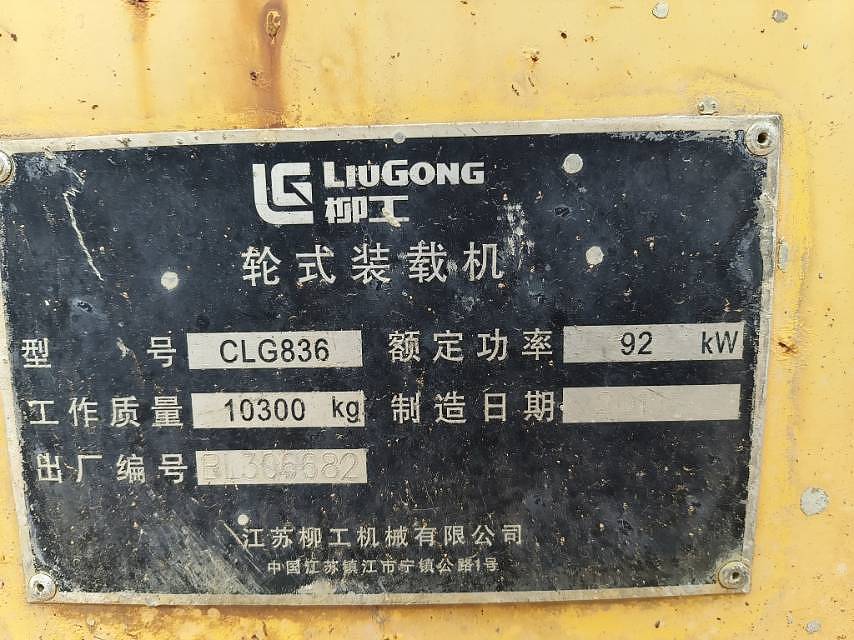 LG LIUGONG
柳工
轮式装载机
型 号 CLG836 额定功率 92 kW
工作质量 10300 kg 制造日期
出厂编号 RL306682
江苏柳工机械有限公司
中国江苏镇江市宁镇公路1号